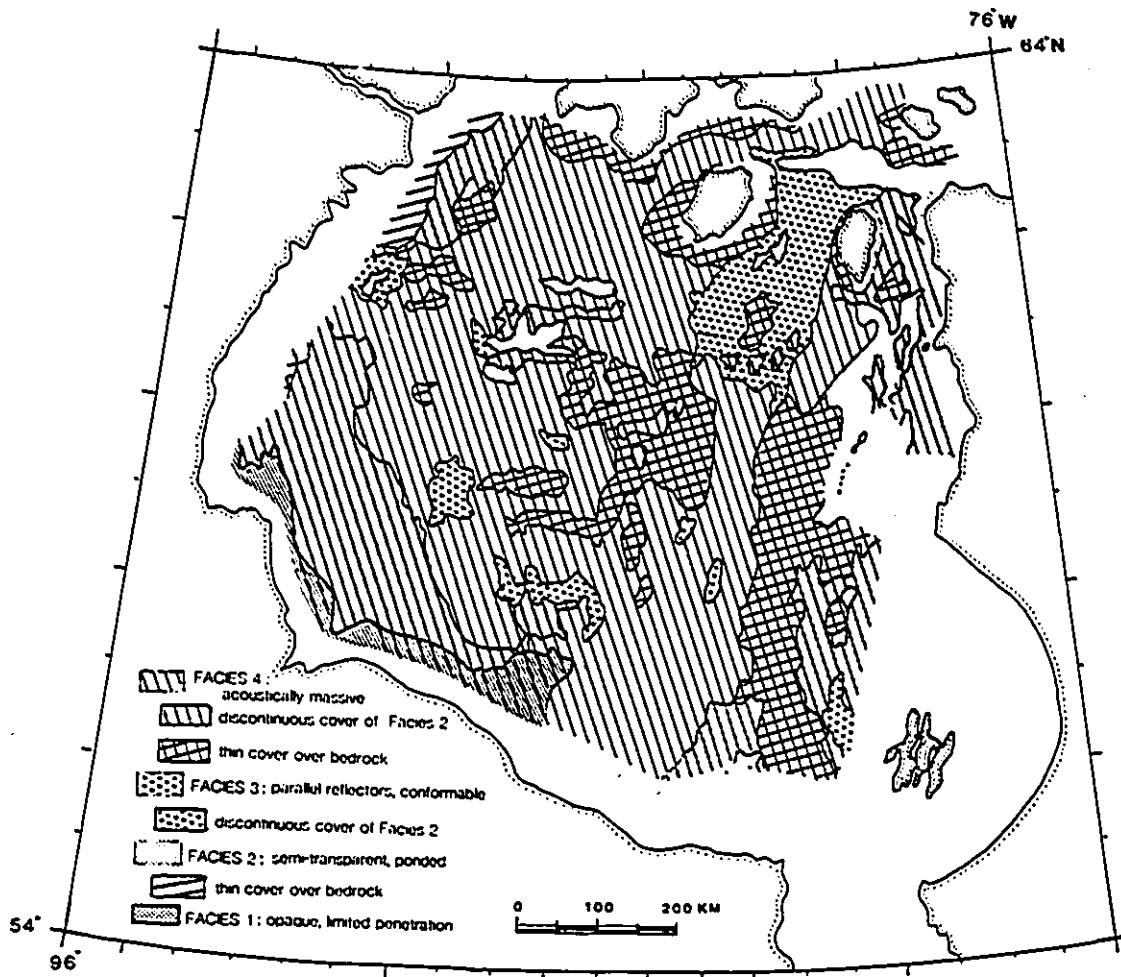 76°W
64°N
FACIES 4 :
acoustically massive
discontinuous cover of Facies 2
thin cover over bedrock
FACIES 3 : parallel reflectors, conformable
discontinuous cover of Facies 2
FACIES 2 : semi-transparent, ponded
thin cover over bedrock
FACIES 1 : opaque, limited penetration
0 100 200 KM
54°
96°